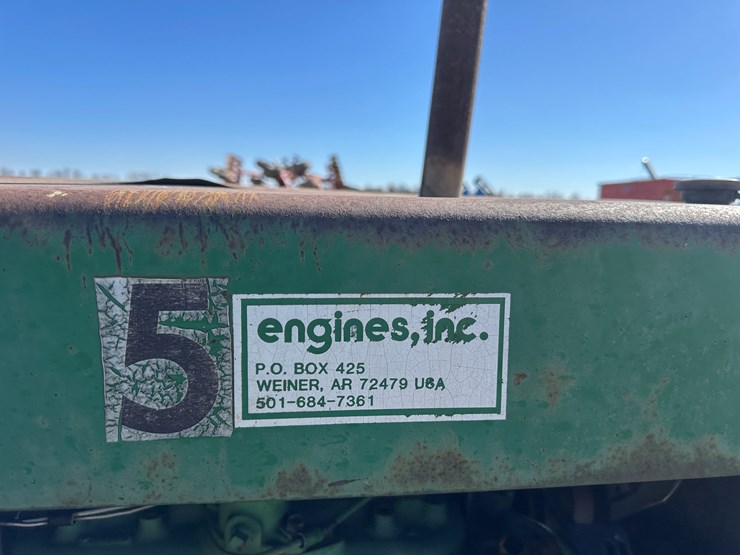 5
engines, inc.
P.O. BOX 425
WEINER, AR 72479 USA
501-684-7361